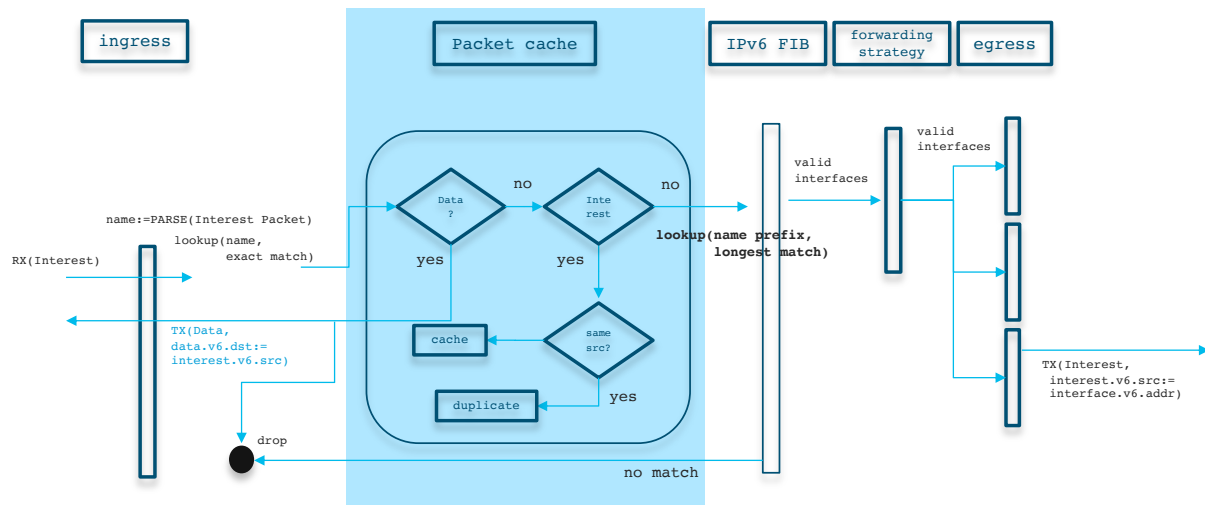 ingress
Packet cache
IPv6 FIB
forwarding
strategy
egress
name:=PARSE(Interest Packet)
lookup(name,
exact match)
RX(Interest)
TX(Data,
data.v6.dst:=
interest.v6.src)
drop
Data
?
no
yes
Inte
rest
no
yes
same
src?
cache
yes
duplicate
no match
lookup(name prefix,
longest match)
valid
interfaces
valid
interfaces
TX(Interest,
interest.v6.src:=
interface.v6.addr)